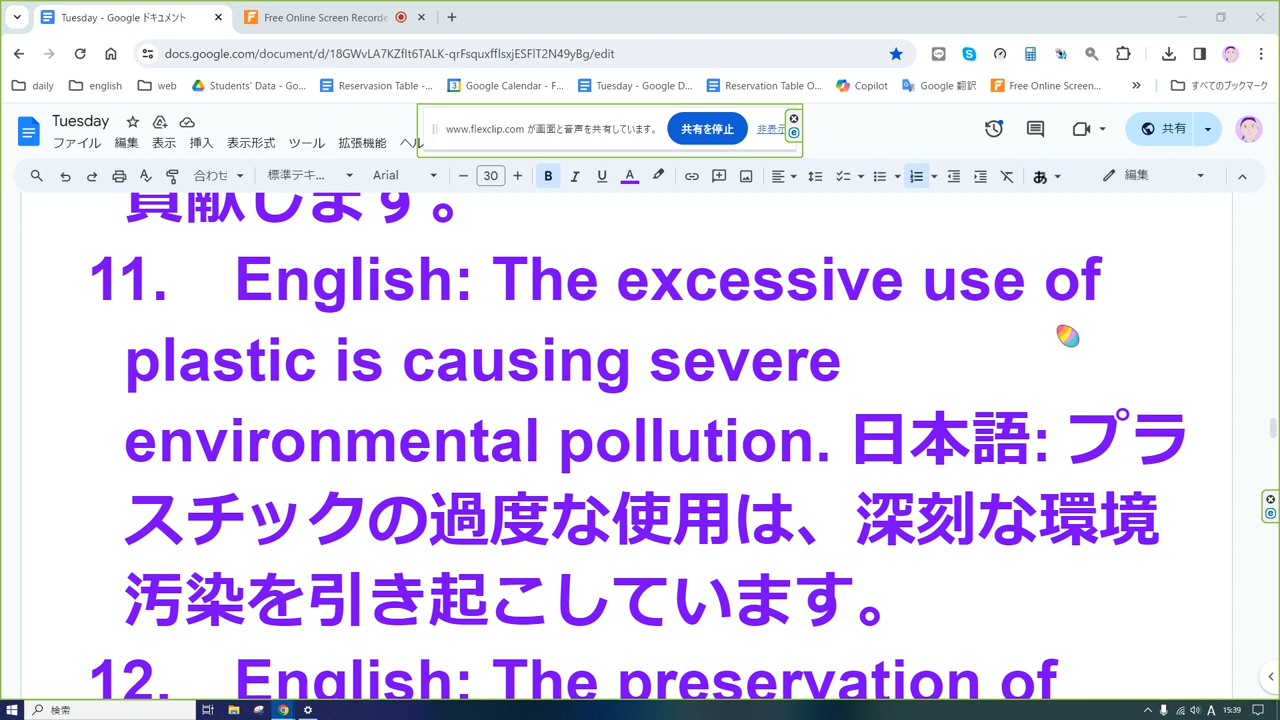 Tuesday - Google ドキュメント
Free Online Screen Recorde
docs.google.com/document/d/18GWvLA7KZflt6TALK-qrFsquxfflsxjESFlT2N49yBg/edit
daily
english
web
Students' Data - Go...
Reservasion Table -...
Google Calendar - F...
Tuesday - Google D...
Reservation Table O...
Copilot
Google 翻訳
Free Online Screen...
すべてのブックマーク
Tuesday
ファイル 編集 表示 挿入 表示形式 ツール 拡張機能 ヘル
www.flexclip.com が画面と音声を共有しています。
共有を停止
非表示
共有
合わせ
標準テキ...
Arial
30
編集
貢献します。
11. English: The excessive use of
plastic is causing severe
environmental pollution. 日本語: プラ
スチックの過度な使用は、深刻な環境
汚染を引き起こしています。
12. English: The preservation of
検索
A
15:39